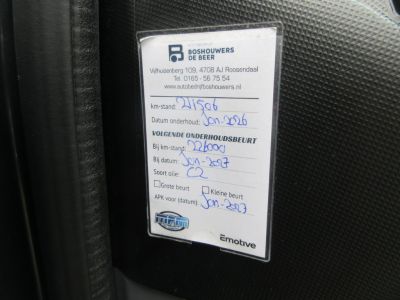 BOSHOUWERS
DE BEER
Vijfhuizenberg 109, 4708 AJ Roosendaal
Tel. 0165 - 56 75 54
www.autobedrijfboshouwers.nl
km-stand: 211506
Datum onderhoud: Jan-2026
VOLGENDE ONDERHOUDSBEURT
Bij km-stand: 226000
Bij datum: Jan-2027
Soort olie: C2
Grote beurt Kleine beurt
APK voor (datum): Jan-2027
Emotive